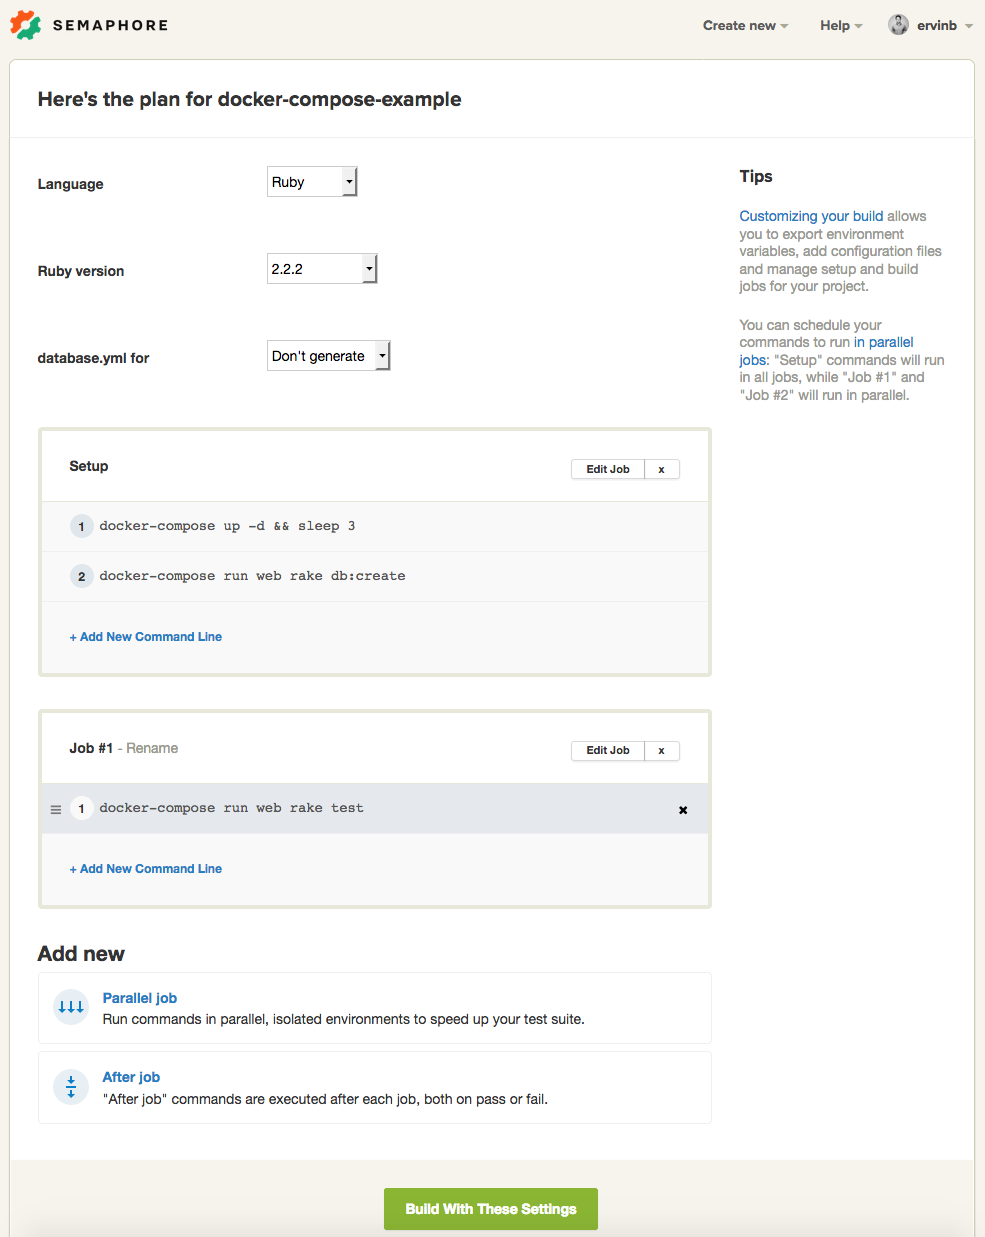 SEMAPHORE
Create new
Help
ervinb
Here's the plan for docker-compose-example
Language
Ruby
Ruby version
2.2.2
database.yml for
Don't generate
Tips
Customizing your build allows
you to export environment
variables, add configuration files
and manage setup and build
jobs for your project.
You can schedule your
commands to run in parallel
jobs: "Setup" commands will run
in all jobs, while "Job #1" and
"Job #2" will run in parallel.
Setup
Edit Job x
1 docker-compose up -d && sleep 3
2 docker-compose run web rake db:create
+ Add New Command Line
Job #1 - Rename
Edit Job x
1 docker-compose run web rake test
+ Add New Command Line
Add new
Parallel job
Run commands in parallel, isolated environments to speed up your test suite.
After job
"After job" commands are executed after each job, both on pass or fail.
Build With These Settings